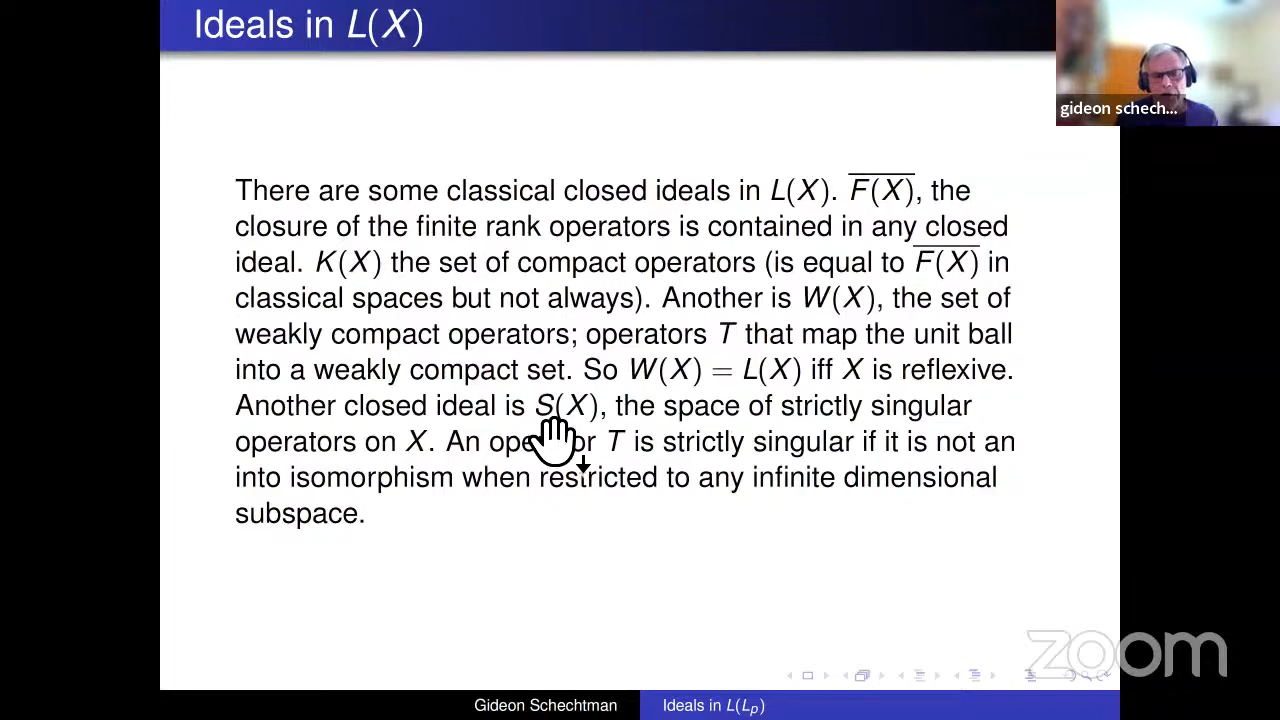 Ideals in L(X)
gideon schech...
There are some classical closed ideals in L(X). F(X), the
closure of the finite rank operators is contained in any closed
ideal. K(X) the set of compact operators (is equal to F(X) in
classical spaces but not always). Another is W(X), the set of
weakly compact operators; operators T that map the unit ball
into a weakly compact set. So W(X) = L(X) iff X is reflexive.
Another closed ideal is S(X), the space of strictly singular
operators on X. An T is strictly singular if it is not an
into isomorphism when restricted to any infinite dimensional
subspace.
zoom
Gideon Schechtman
Ideals in L(Lp)